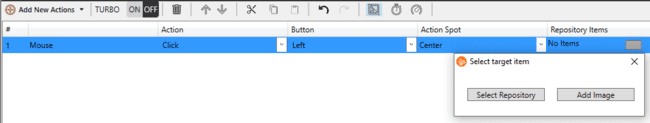 Add New Actions TURBO ON OFF
# Action Button Action Spot Repository Items
1 Mouse Click Left Center No Items
Select target item
Select Repository Add Image